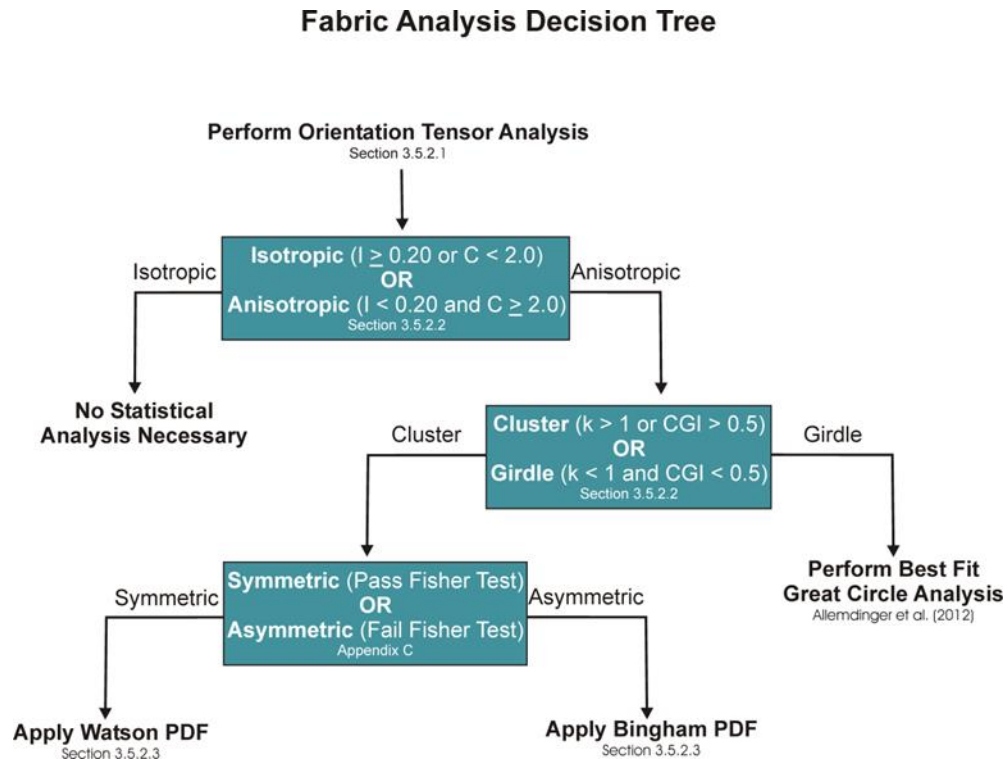 Fabric Analysis Decision Tree
Perform Orientation Tensor Analysis
Section 3.5.2.1
Isotropic
Isotropic (I ≥ 0.20 or C < 2.0)
OR
Anisotropic (I < 0.20 and C ≥ 2.0)
Section 3.5.2.2
Anisotropic
No Statistical
Analysis Necessary
Cluster
Cluster (k > 1 or CGI > 0.5)
OR
Girdle (k < 1 and CGI < 0.5)
Section 3.5.2.2
Girdle
Symmetric
Symmetric (Pass Fisher Test)
OR
Asymmetric (Fail Fisher Test)
Appendix C
Asymmetric
Perform Best Fit
Great Circle Analysis
Allemdinger et al. (2012)
Apply Watson PDF
Section 3.5.2.3
Apply Bingham PDF
Section 3.5.2.3